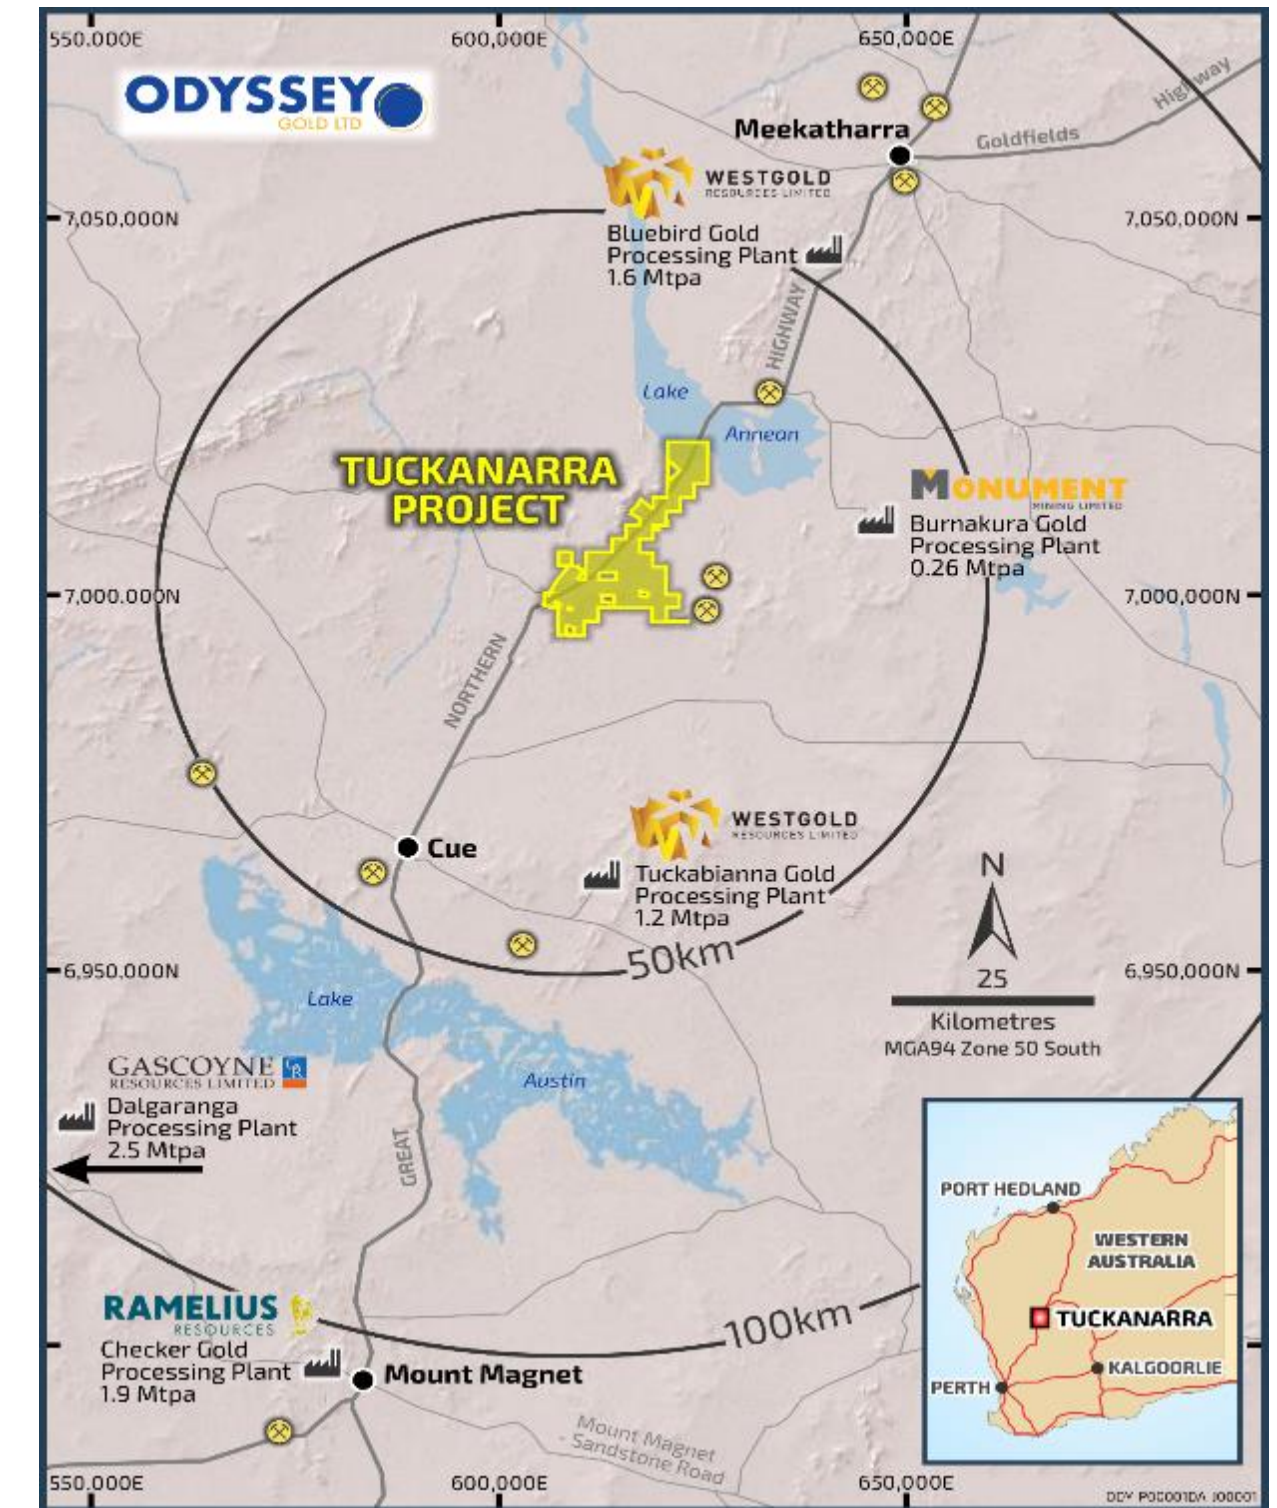 550.000E
600,000E
650,000E
ODYSSEY
GOLD LTD
Highway
Goldfields
Meekatharra
WESTGOLD
RESOURCES LIMITED
7,050,000N
7,050,000N
Bluebird Gold
Processing Plant
1.6 Mtpa
HIGHWAY
Lake
Annean
TUCKANARRA
PROJECT
MONUMENT
MINING LIMITED
Burnakura Gold
Processing Plant
0.26 Mtpa
7,000.000N
7,000,000N
NORTHERN
WESTGOLD
RESOURCES LIMITED
Cue
Tuckabianna Gold
Processing Plant
1.2 Mtpa
N
50km
6,950.000N
6,950,000N
25
Kilometres
MGA94 Zone 50 South
Lake
Austin
GASCOYNE
RESOURCES LIMITED
GR
Dalgaranga
Processing Plant
2.5 Mtpa
GREAT
PORT HEDLAND
WESTERN
AUSTRALIA
TUCKANARRA
KALGOORLIE
PERTH
RAMELIUS
RESOURCES
100km
Checker Gold
Processing Plant
1.9 Mtpa
Mount Magnet
Mount Magnet
- Sandstone Road
550.000E
600,000E
650,000E